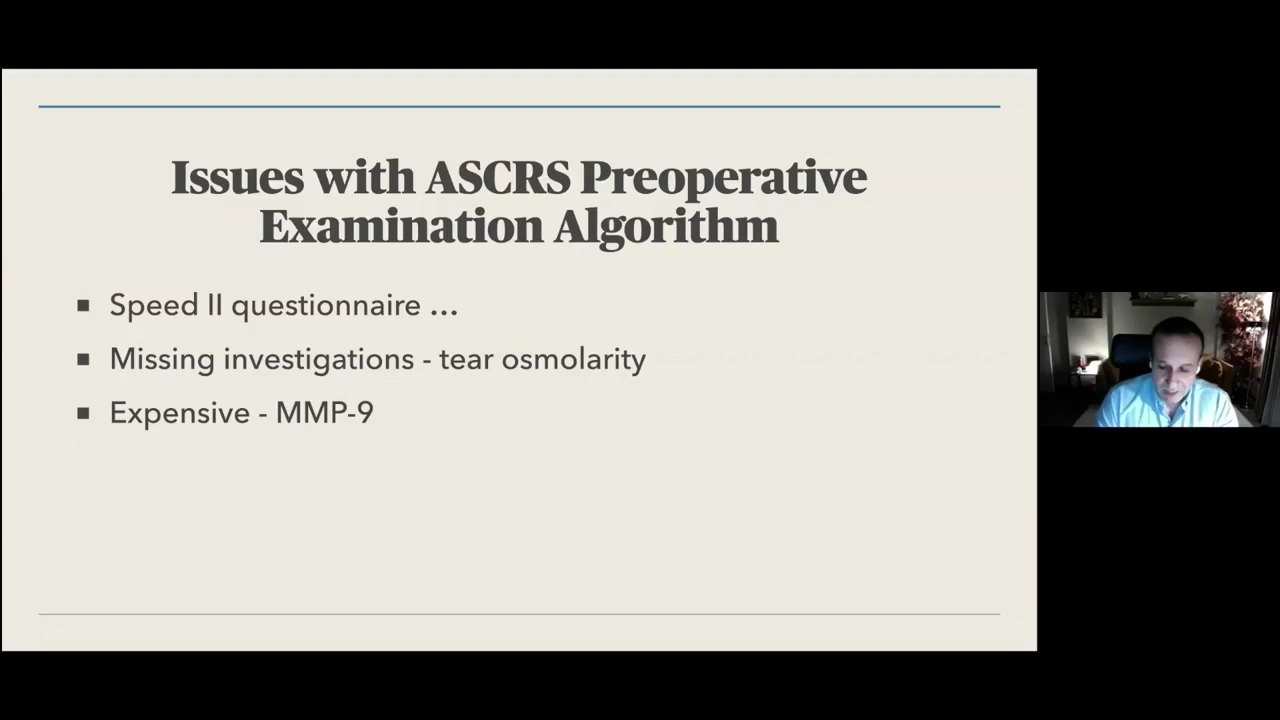 Issues with ASCRS Preoperative
Examination Algorithm
▪ Speed II questionnaire ...
▪ Missing investigations - tear osmolarity
▪ Expensive - MMP-9